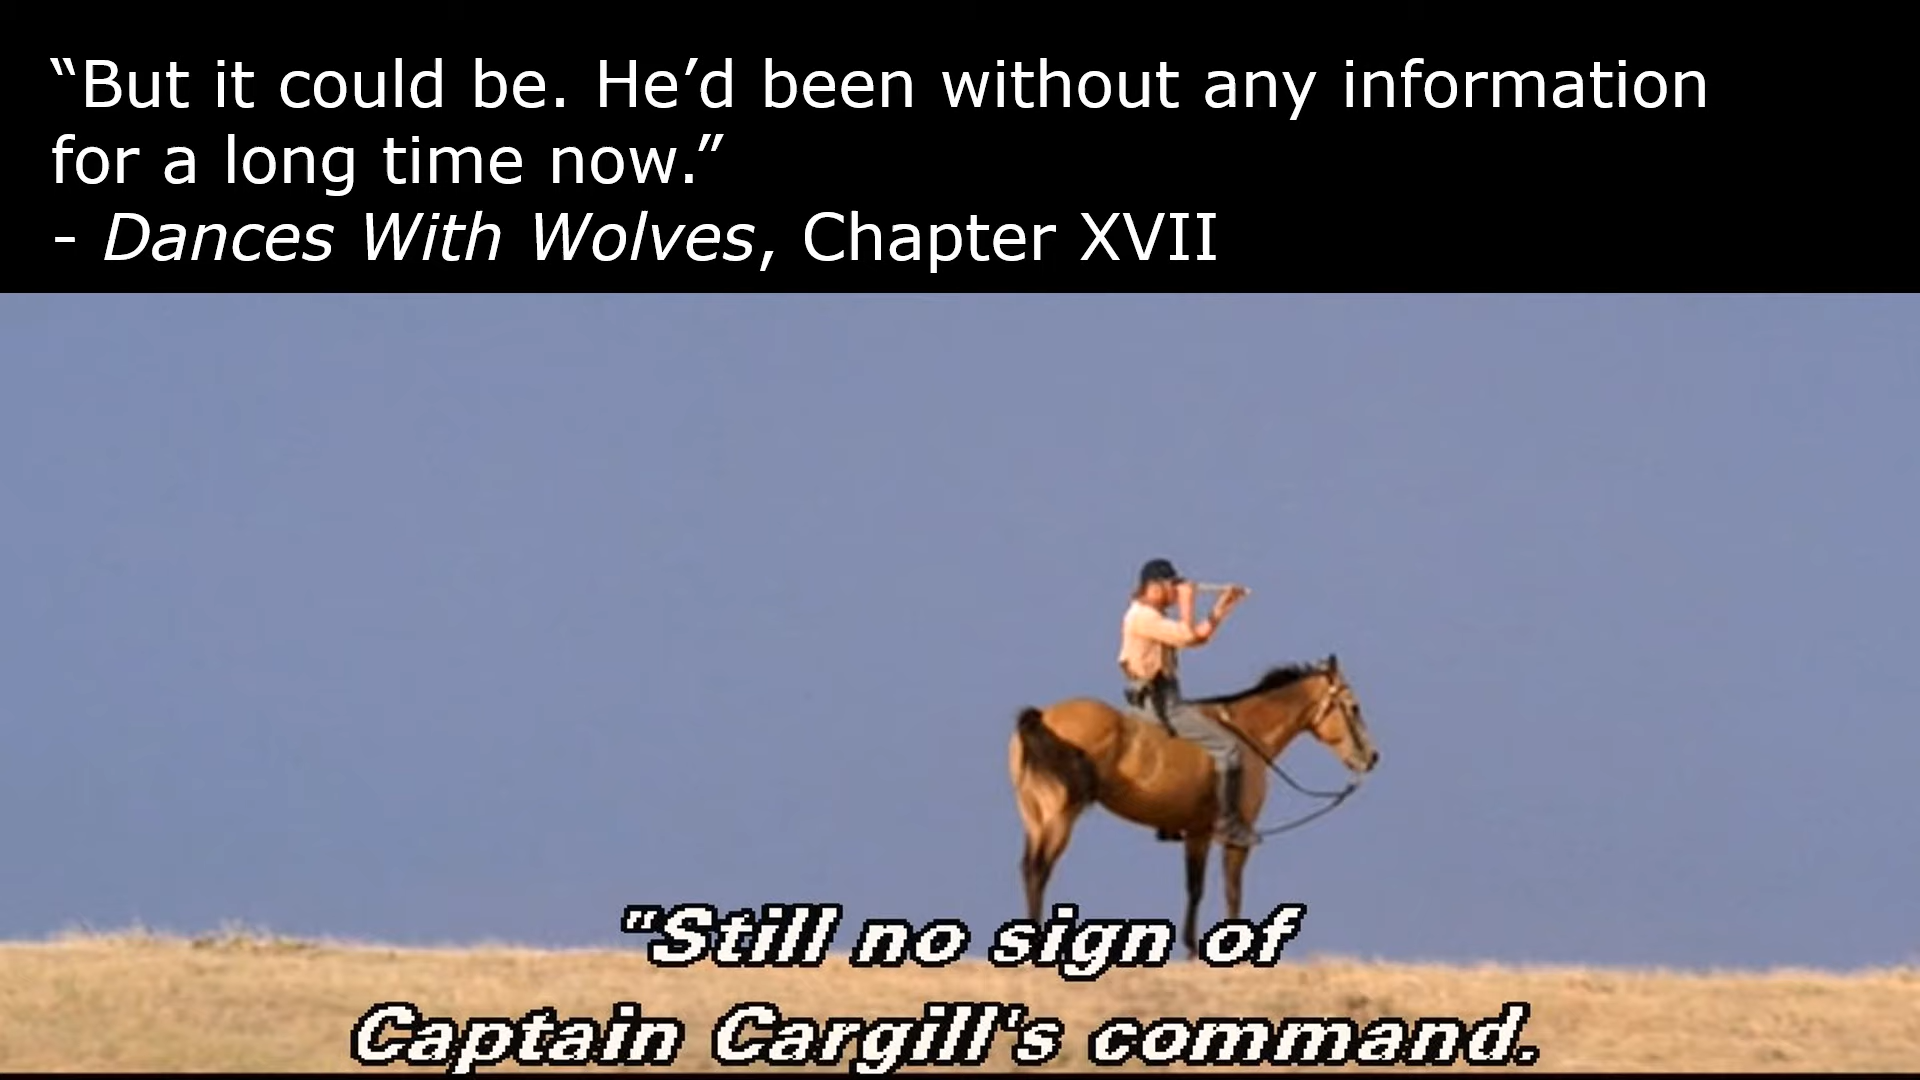 “But it could be. He’d been without any information
for a long time now.”
- Dances With Wolves, Chapter XVII
"Still no sign of
Captain Cargill's command.